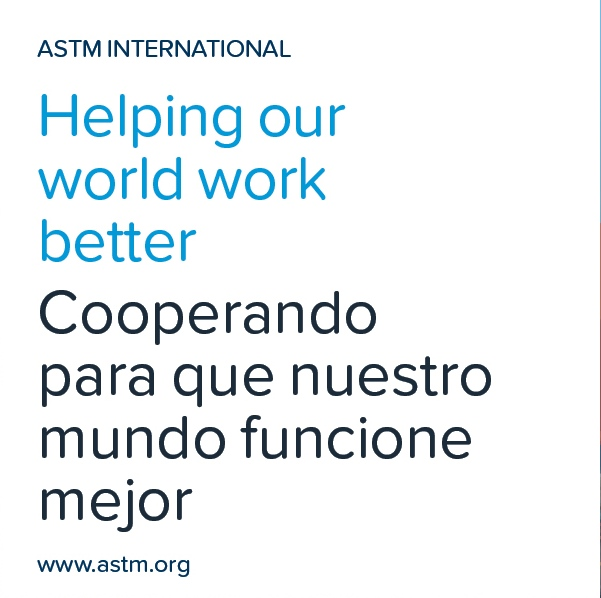 ASTM INTERNATIONAL
Helping our
world work
better
Cooperando
para que nuestro
mundo funcione
mejor
www.astm.org